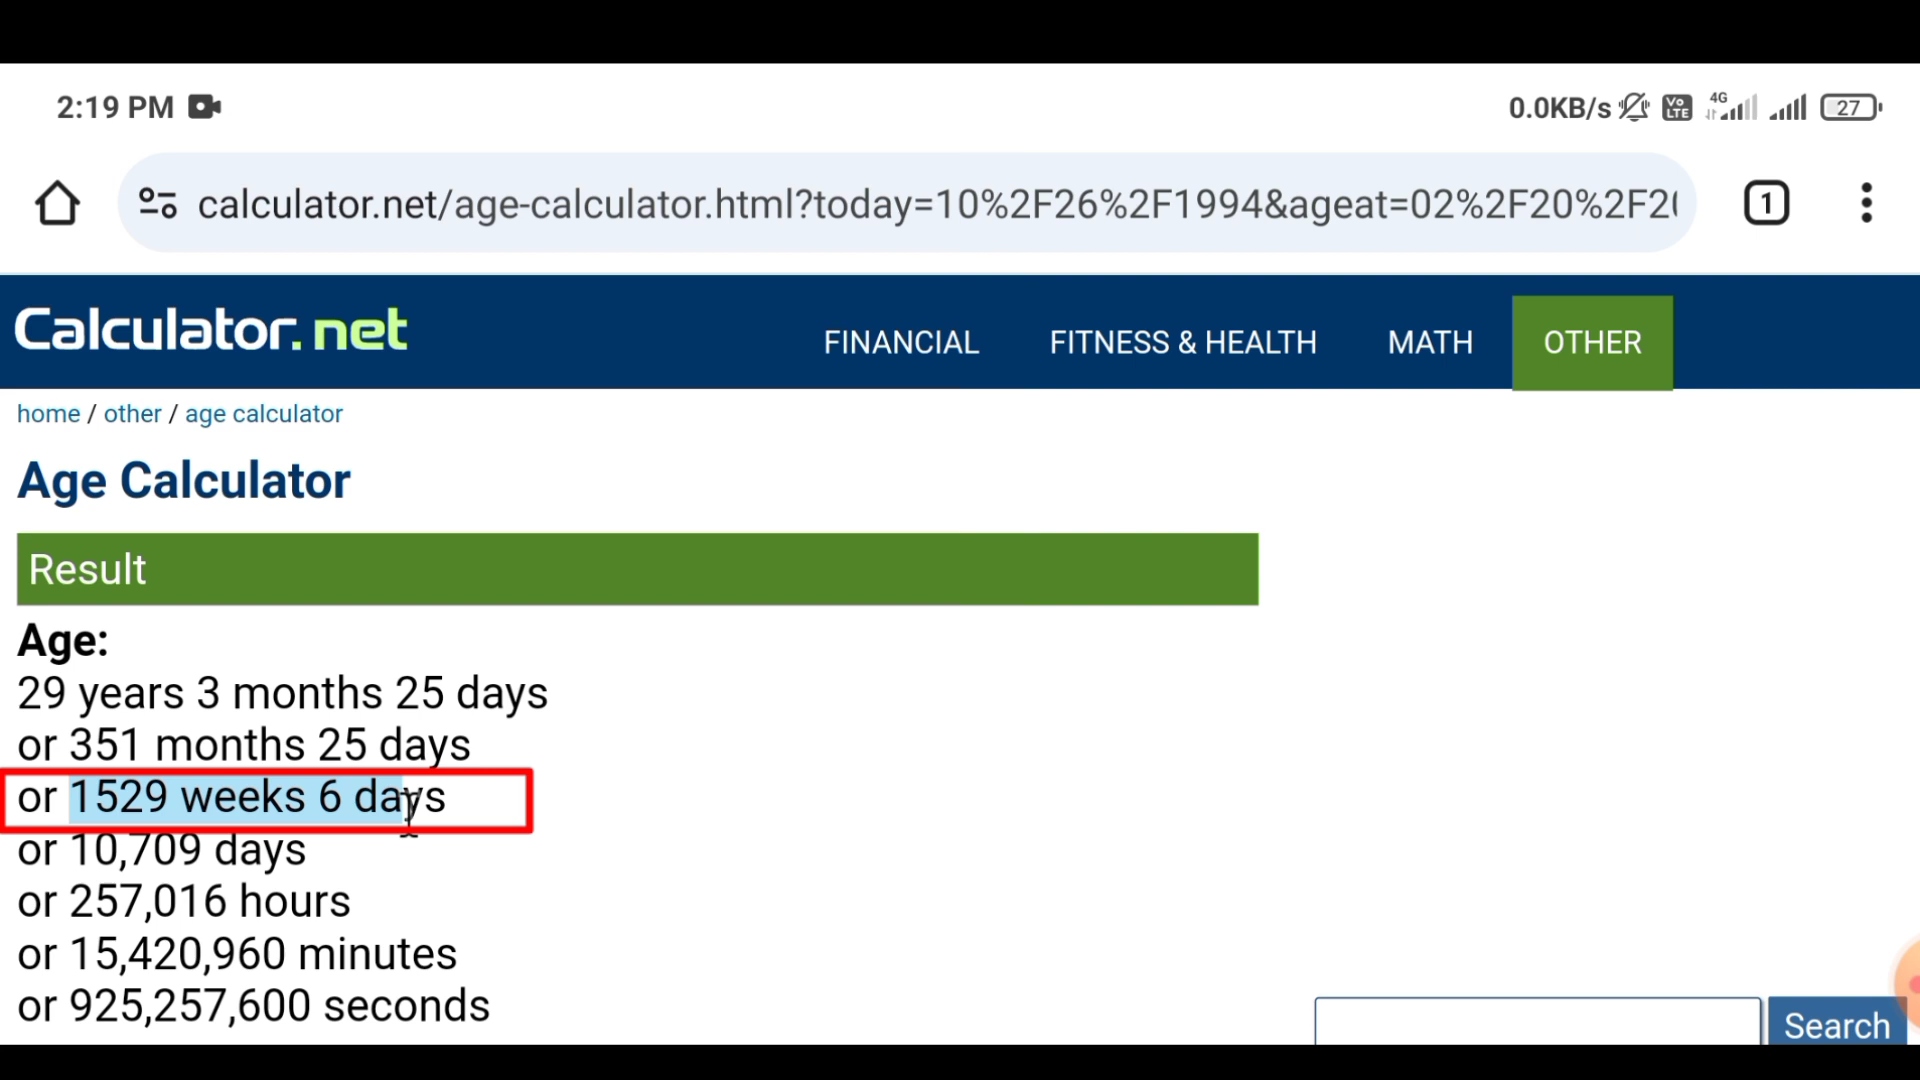 2:19 PM 0.0KB/s Vo LTE 4G 27
calculator.net/age-calculator.html?today=10%2F26%2F1994&ageat=02%2F20%2F2( 1
Calculator.net FINANCIAL FITNESS & HEALTH MATH OTHER
home / other / age calculator
Age Calculator
Result
Age:
29 years 3 months 25 days
or 351 months 25 days
or 1529 weeks 6 days
or 10,709 days
or 257,016 hours
or 15,420,960 minutes
or 925,257,600 seconds
Search